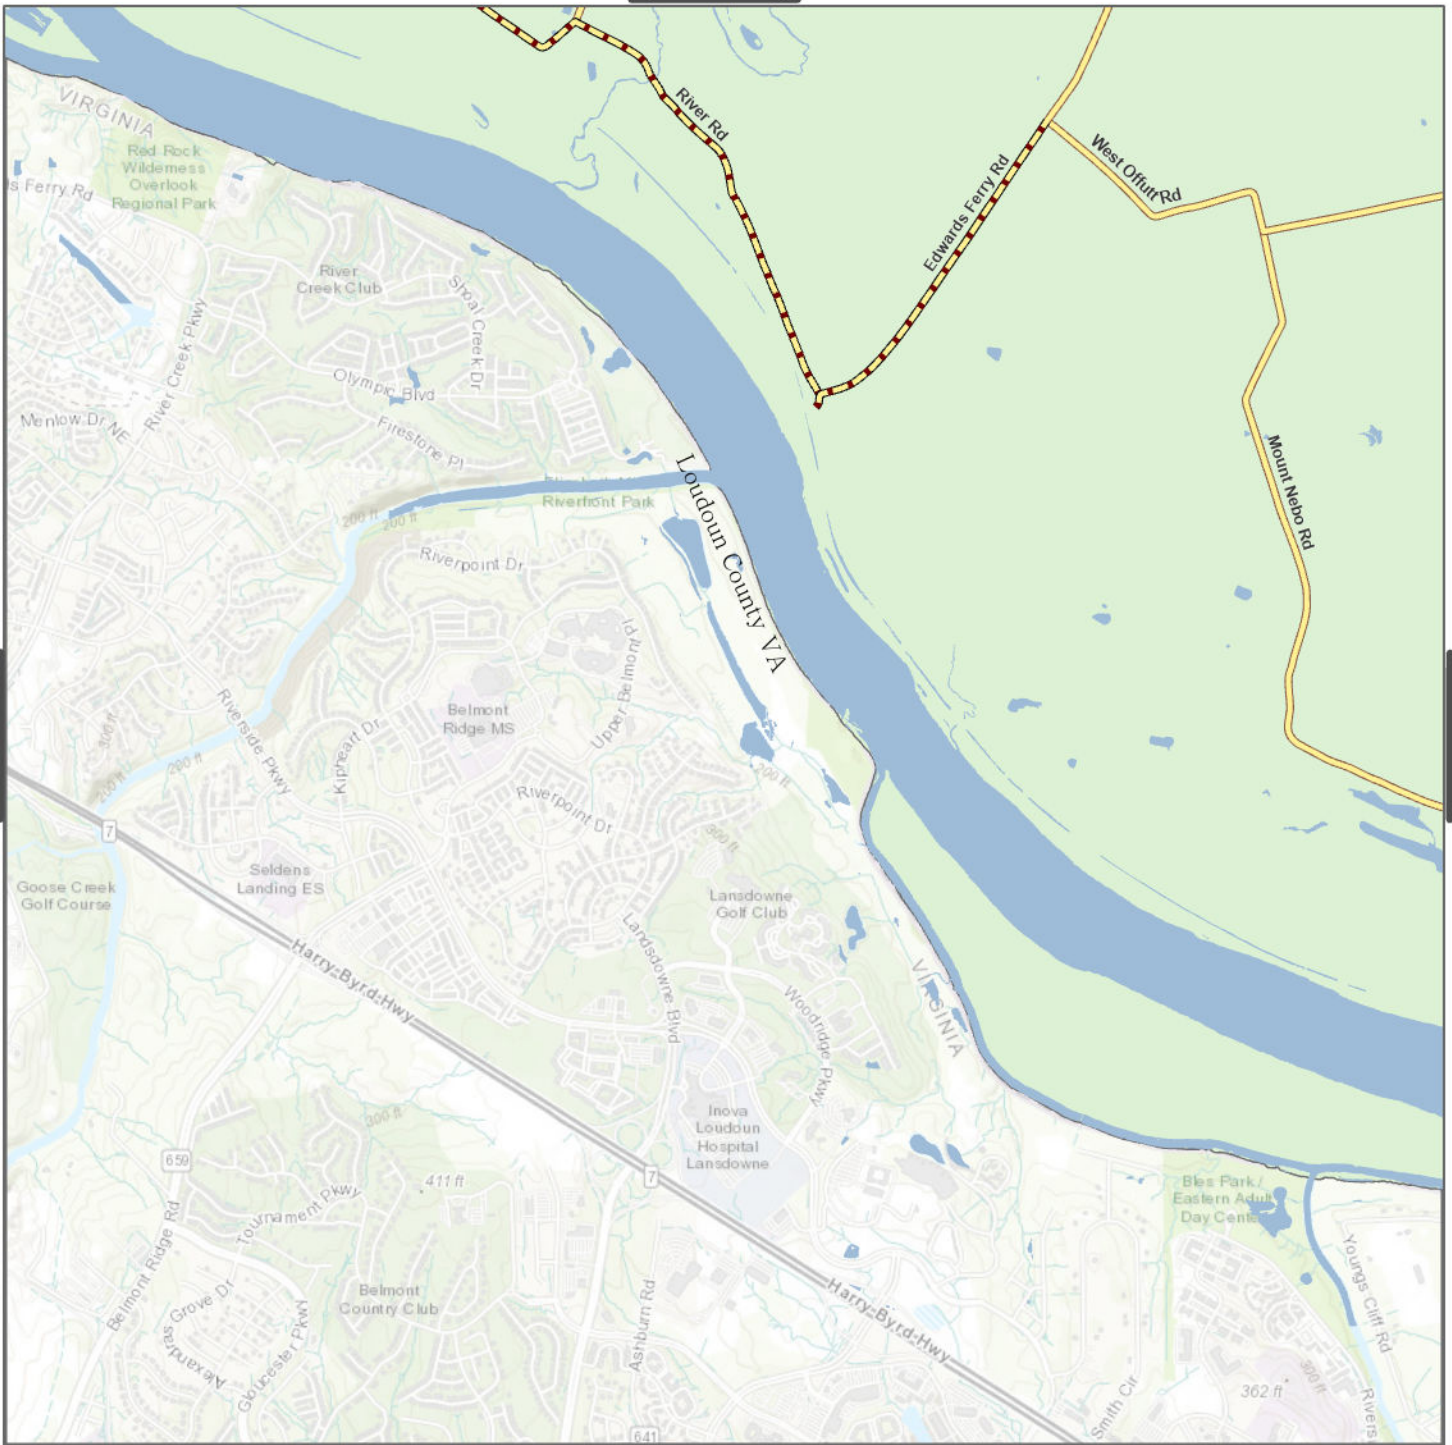 River Rd
West Offutt Rd
Edwards Ferry Rd
VIRGINIA
Red Rock
Wilderness
Overlook
Regional Park
s Ferry Rd
River
Creek Club
Shoal Creek Dr
River Creek Pkwy
Olympic Blvd
Menlow Dr NE
Firestone Pl
Mount Nebo Rd
Riverfront Park
200 ft
200 ft
Loudoun County VA
Riverpoint Dr
Upper Belmont Pl
Belmont
Ridge MS
Riverside Pkwy
Kipheart Dr
300 ft
200 ft
200 ft
200 ft
Riverpoint Dr
300 ft
7
Seldens
Landing ES
Goose Creek
Golf Course
Lansdowne
Golf Club
Landsdowne Blvd
Harry-Byrd-Hwy
Woodridge Pkwy
VIRGINIA
Inova
Loudoun
Hospital
Lansdowne
300 ft
659
411 ft
7
Bles Park /
Eastern Adult
Day Center
Tournament Pkwy
Belmont Ridge Rd
Youngs Cliff Rd
Belmont
Country Club
Alexandras Grove Dr
Gloucester Pkwy
Ashburn Rd
Harry-Byrd-Hwy
Smith Cir
362 ft
300 ft
Rivers
641